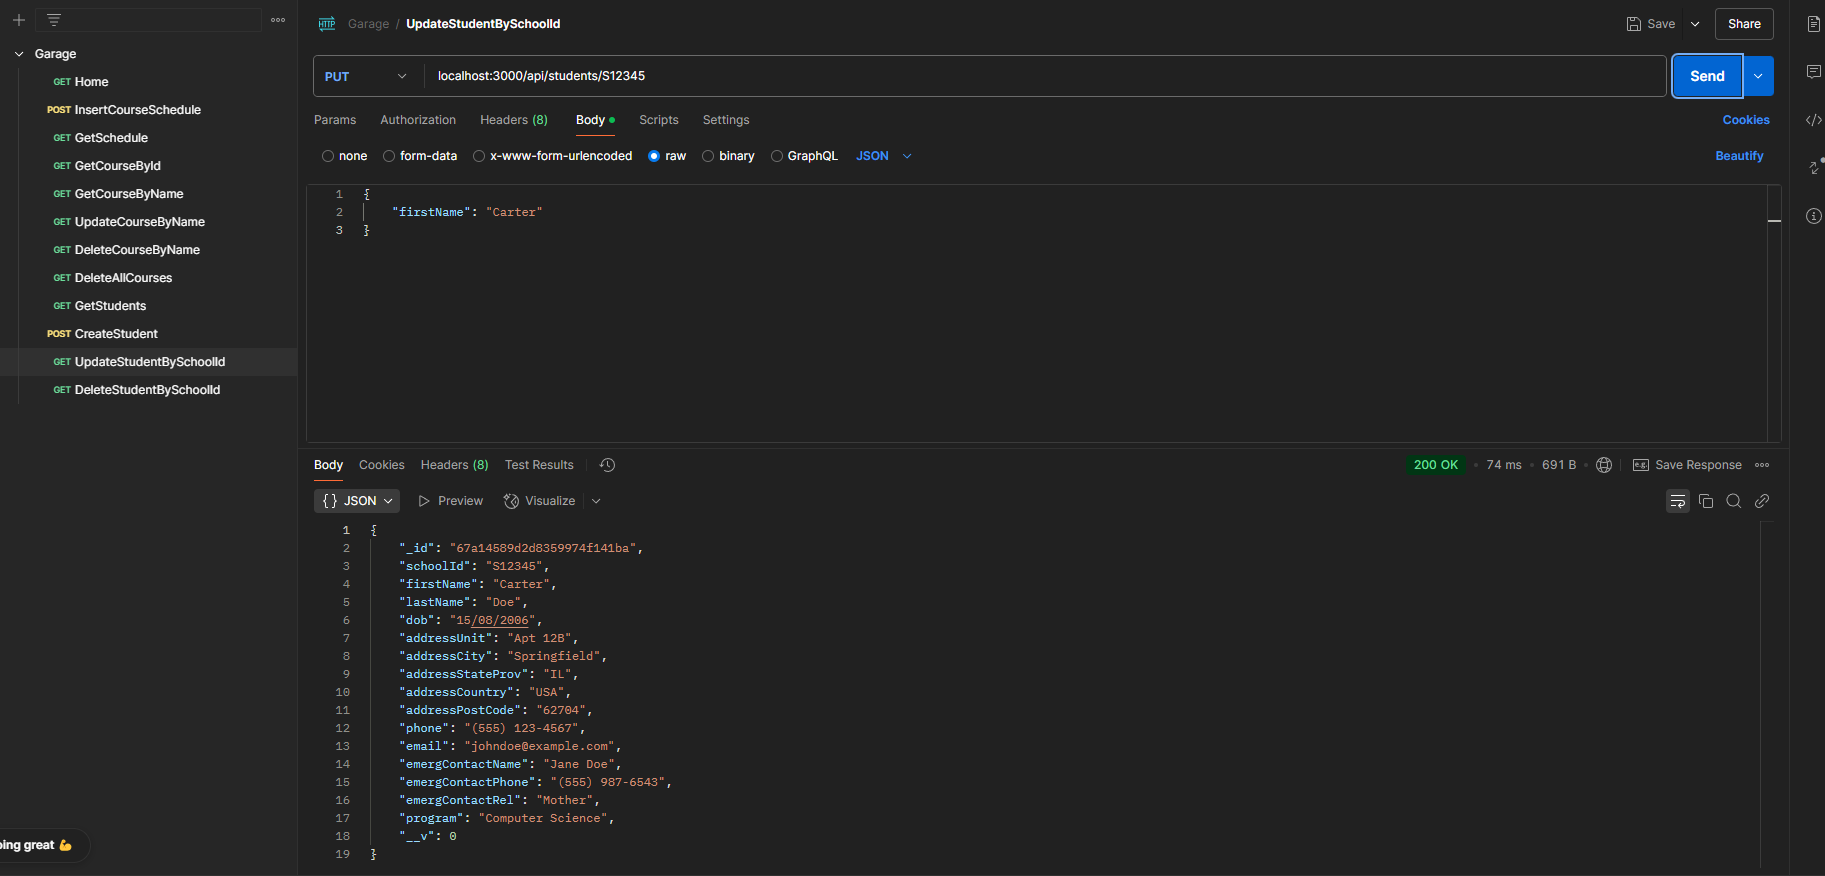 Garage
GET Home
POST InsertCourseSchedule
GET GetSchedule
GET GetCourseById
GET GetCourseByName
GET UpdateCourseByName
GET DeleteCourseByName
GET DeleteAllCourses
GET GetStudents
POST CreateStudent
GET UpdateStudentBySchoolId
GET DeleteStudentBySchoolId
ping great 💪
HTTP Garage / UpdateStudentBySchoolId
Save
Share
PUT localhost:3000/api/students/S12345
Send
Params Authorization Headers (8) Body Scripts Settings
Cookies
none form-data x-www-form-urlencoded raw binary GraphQL JSON
Beautify
1 {
2 "firstName": "Carter"
3 }
Body Cookies Headers (8) Test Results
200 OK • 74 ms • 691 B • e.g. Save Response
{} JSON Preview Visualize
1 {
2 "_id": "67a14589d2d8359974f141ba",
3 "schoolId": "S12345",
4 "firstName": "Carter",
5 "lastName": "Doe",
6 "dob": "15/08/2006",
7 "addressUnit": "Apt 12B",
8 "addressCity": "Springfield",
9 "addressStateProv": "IL",
10 "addressCountry": "USA",
11 "addressPostCode": "62704",
12 "phone": "(555) 123-4567",
13 "email": "johndoe@example.com",
14 "emergContactName": "Jane Doe",
15 "emergContactPhone": "(555) 987-6543",
16 "emergContactRel": "Mother",
17 "program": "Computer Science",
18 "__v": 0
19 }